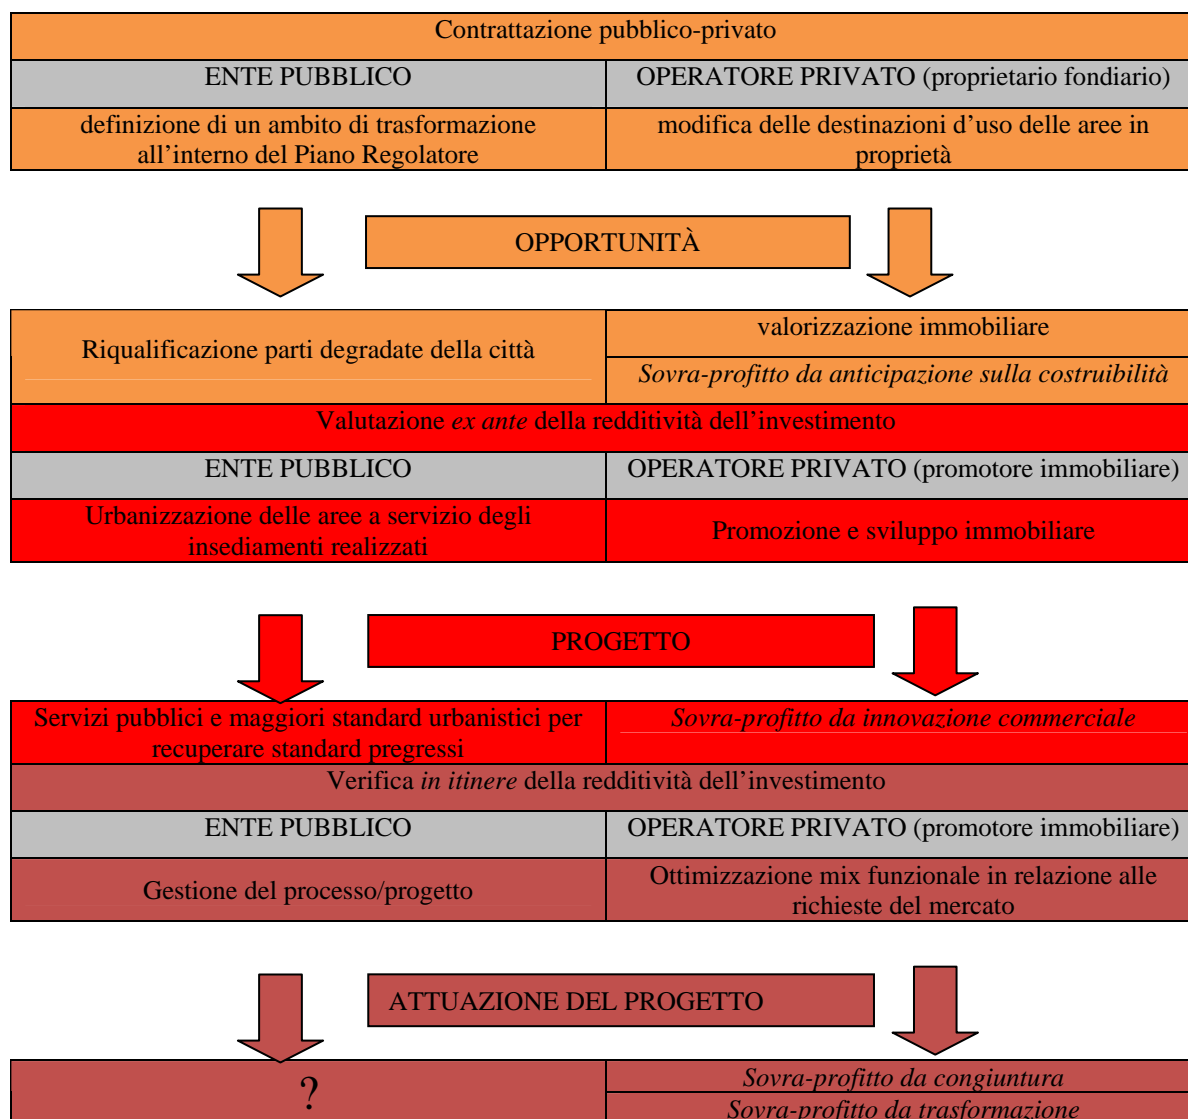 Contrattazione pubblico-privato
ENTE PUBBLICO
OPERATORE PRIVATO (proprietario fondiario)
definizione di un ambito di trasformazione
all’interno del Piano Regolatore
modifica delle destinazioni d’uso delle aree in
proprietà
OPPORTUNITÀ
Riqualificazione parti degradate della città
valorizzazione immobiliare
Sovra-profitto da anticipazione sulla costruibilità
Valutazione ex ante della redditività dell’investimento
ENTE PUBBLICO
OPERATORE PRIVATO (promotore immobiliare)
Urbanizzazione delle aree a servizio degli
insediamenti realizzati
Promozione e sviluppo immobiliare
PROGETTO
Servizi pubblici e maggiori standard urbanistici per
recuperare standard pregressi
Sovra-profitto da innovazione commerciale
Verifica in itinere della redditività dell’investimento
ENTE PUBBLICO
OPERATORE PRIVATO (promotore immobiliare)
Gestione del processo/progetto
Ottimizzazione mix funzionale in relazione alle
richieste del mercato
ATTUAZIONE DEL PROGETTO
?
Sovra-profitto da congiuntura
Sovra-profitto da trasformazione